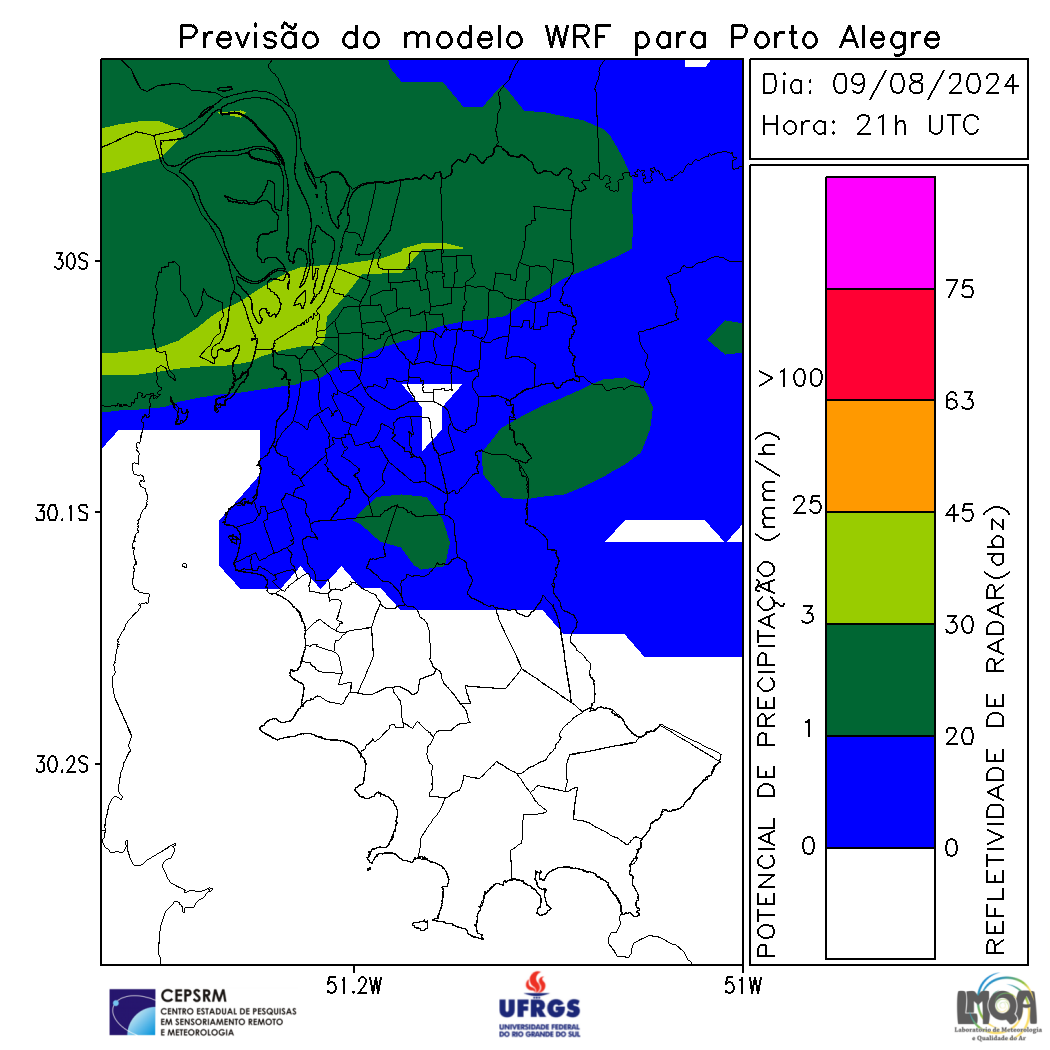 Previsão do modelo WRF para Porto Alegre
Dia: 09/08/2024
Hora: 21h UTC
30S
30.1S
30.2S
51.2W
51W
POTENCIAL DE PRECIPITAÇÃO (mm/h)
>100
25
3
1
0
75
63
45
30
20
0
REFLETIVIDADE DE RADAR(dbz)
CEPSRM
CENTRO ESTADUAL DE PESQUISAS
EM SENSORIAMENTO REMOTO
E METEOROLOGIA
UFRGS
UNIVERSIDADE FEDERAL
DO RIO GRANDE DO SUL
LMQA
Laboratório de Meteorologia
e Qualidade do Ar